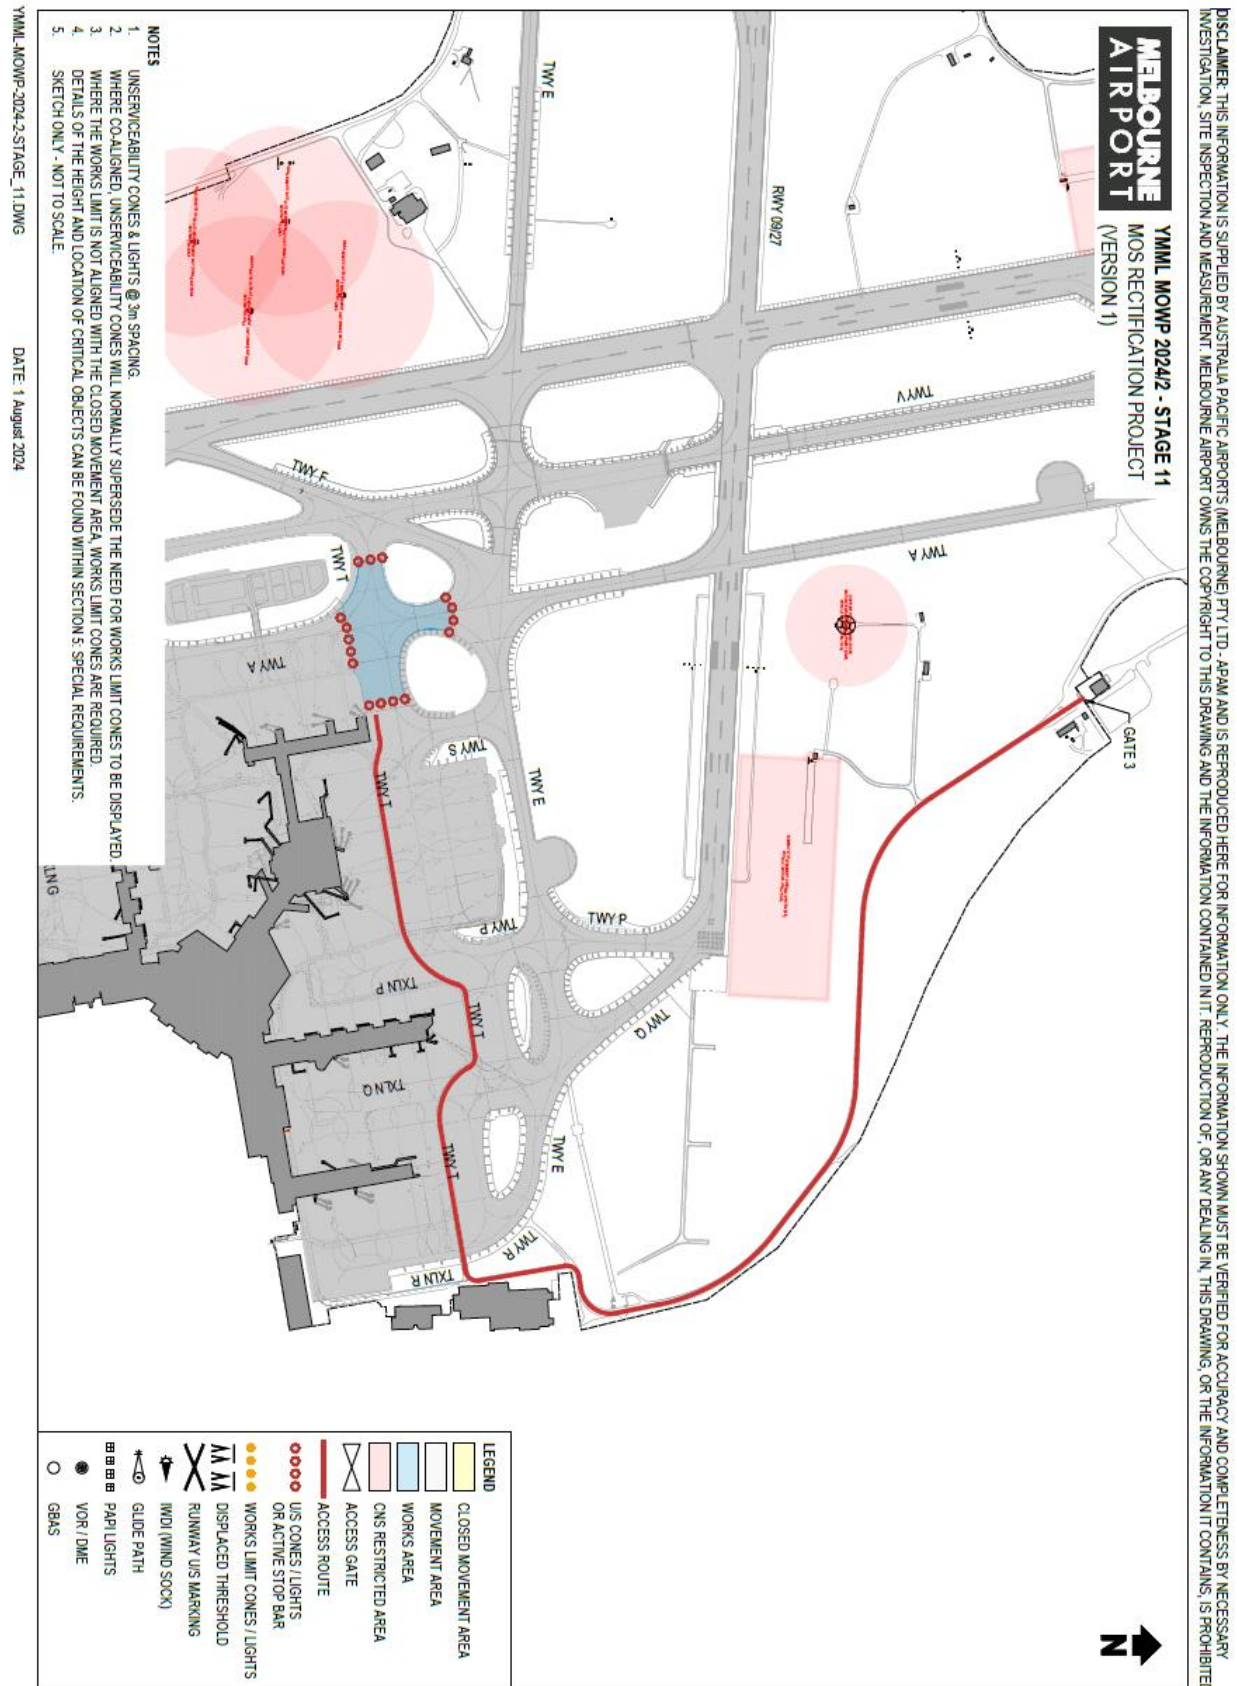 DISCLAIMER: THIS INFORMATION IS SUPPLIED BY AUSTRALIA PACIFIC AIRPORTS (MELBOURNE) PTY LTD - APAM AND IS REPRODUCED HERE FOR INFORMATION ONLY. THE INFORMATION SHOWN MUST BE VERIFIED FOR ACCURACY AND COMPLETENESS BY NECESSARY
INVESTIGATION, SITE INSPECTION AND MEASUREMENT. MELBOURNE AIRPORT OWNS THE COPYRIGHT TO THIS DRAWING AND THE INFORMATION CONTAINED IN IT. REPRODUCTION OF, OR ANY DEALING IN, THIS DRAWING, OR THE INFORMATION IT CONTAINS, IS PROHIBITE
MELBOURNE
AIRPORT
YMML MOWP 2024/2 - STAGE 11
MOS RECTIFICATION PROJECT
(VERSION 1)
N
GATE 3
TWY V
TWY A
RWY 09/27
TWY E
TWY F
TWY T
TWY A
TWY S
TWY E
TWY T
TWY P
TWY P
TWY Q
TXLN P
TWY T
TXLN Q
TWY E
TWY T
TWY R
TXLN R
LN G
NOTES
1. UNSERVICEABILITY CONES & LIGHTS @ 3m SPACING.
2. WHERE CO-ALIGNED, UNSERVICEABILITY CONES WILL NORMALLY SUPERSEDE THE NEED FOR WORKS LIMIT CONES TO BE DISPLAYED.
3. WHERE THE WORKS LIMIT IS NOT ALIGNED WITH THE CLOSED MOVEMENT AREA, WORKS LIMIT CONES ARE REQUIRED.
4. DETAILS OF THE HEIGHT AND LOCATION OF CRITICAL OBJECTS CAN BE FOUND WITHIN SECTION 5: SPECIAL REQUIREMENTS.
5. SKETCH ONLY - NOT TO SCALE.
LEGEND
CLOSED MOVEMENT AREA
MOVEMENT AREA
WORKS AREA
CNS RESTRICTED AREA
ACCESS GATE
ACCESS ROUTE
U/S CONES / LIGHTS
OR ACTIVE STOP BAR
WORKS LIMIT CONES / LIGHTS
DISPLACED THRESHOLD
RUNWAY U/S MARKING
IWDI (WIND SOCK)
GLIDE PATH
PAPI LIGHTS
VOR / DME
GBAS
YMML-MOWP-2024-2-STAGE_11.DWG
DATE: 1 August 2024